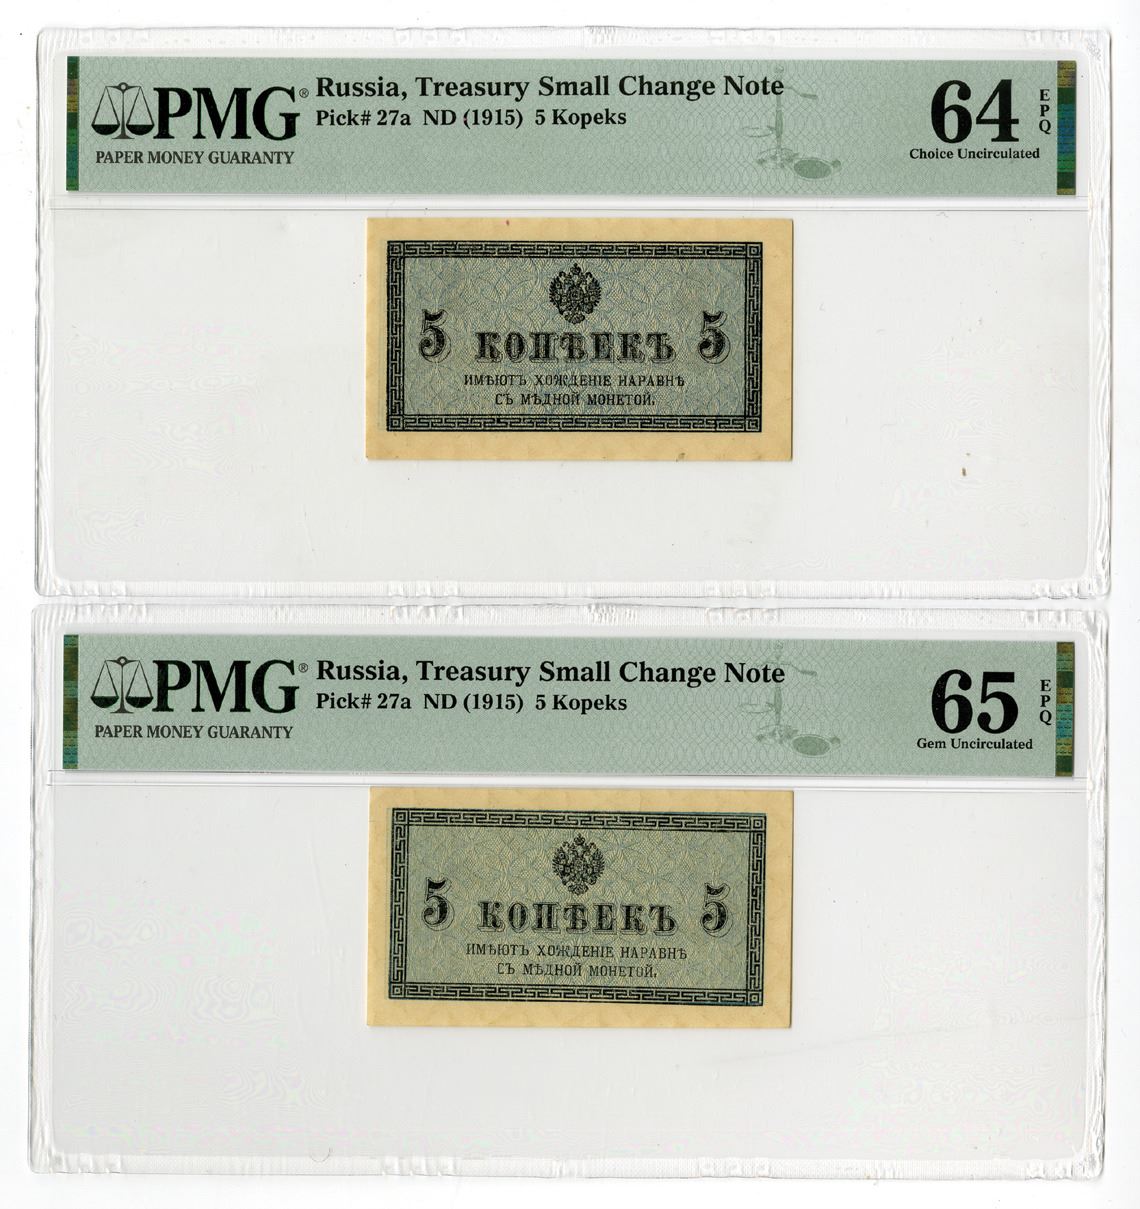 PMG®
PAPER MONEY GUARANTY
Russia, Treasury Small Change Note
Pick# 27a ND (1915) 5 Kopeks
64
EPQ
Choice Uncirculated
5 КОПѢЕКЪ 5
ИМѢЮТЪ ХОЖДЕНІЕ НАРАВНѢ
СЪ МѢДНОЙ МОНЕТОЙ.
PMG®
PAPER MONEY GUARANTY
Russia, Treasury Small Change Note
Pick# 27a ND (1915) 5 Kopeks
65
EPQ
Gem Uncirculated
5 КОПѢЕКЪ 5
ИМѢЮТЪ ХОЖДЕНІЕ НАРАВНѢ
СЪ МѢДНОЙ МОНЕТОЙ.